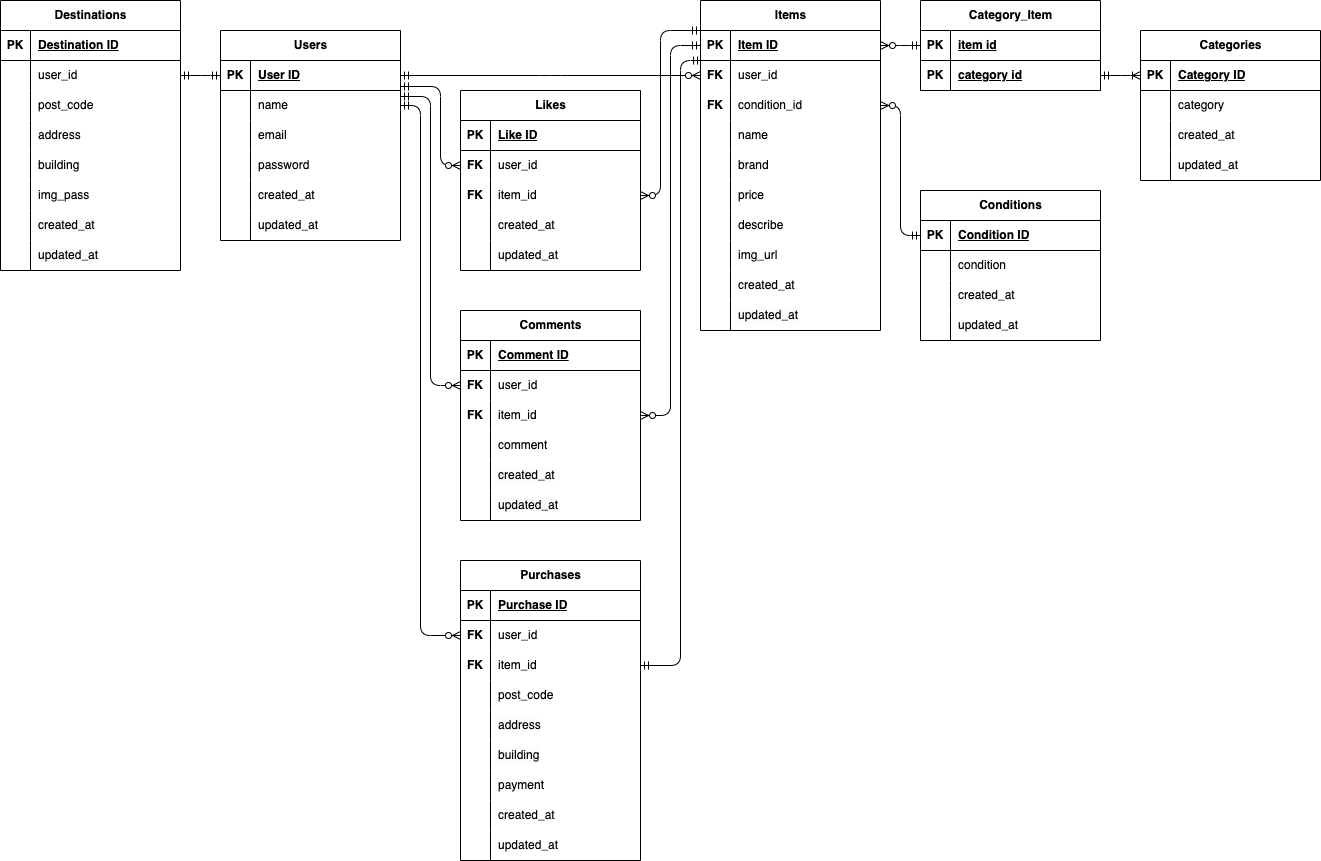 Destinations
PK Destination ID
user_id
post_code
address
building
img_pass
created_at
updated_at
Users
PK User ID
name
email
password
created_at
updated_at
Likes
PK Like ID
FK user_id
FK item_id
created_at
updated_at
Comments
PK Comment ID
FK user_id
FK item_id
comment
created_at
updated_at
Purchases
PK Purchase ID
FK user_id
FK item_id
post_code
address
building
payment
created_at
updated_at
Items
PK Item ID
FK user_id
FK condition_id
name
brand
price
describe
img_url
created_at
updated_at
Category_Item
PK item id
PK category id
Conditions
PK Condition ID
condition
created_at
updated_at
Categories
PK Category ID
category
created_at
updated_at